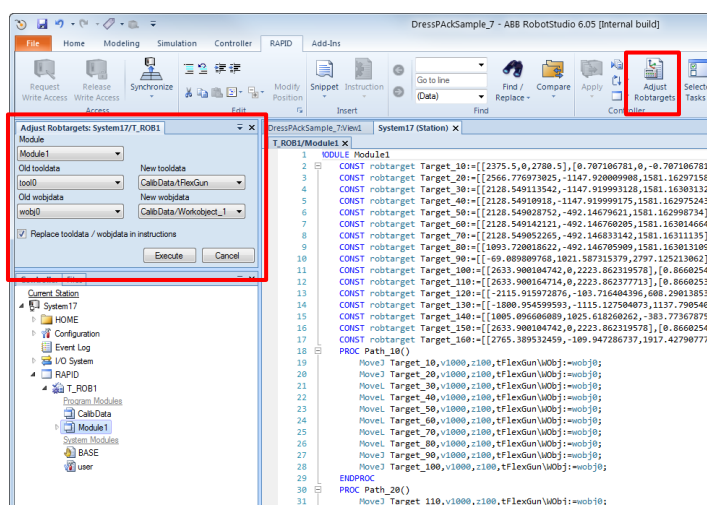 DressPAckSample_7 - ABB RobotStudio 6.05 [Internal build]
File Home Modeling Simulation Controller RAPID Add-Ins
Request Write Access
Release Write Access
Synchronize
Modify Position
Snippet
Instruction
Go to line
(Data)
Find / Replace
Compare
Apply
Adjust Robtargets
Tasks
Access Edit Insert Find
Adjust Robtargets: System17/T_ROB1
Module
Module1
Old tooldata New tooldata
tool0 CalibData/tFlexGun
Old wobjdata New wobjdata
wobj0 CalibData/Workobject_1
Replace tooldata / wobjdata in instructions
Execute Cancel
Current Station
System17
HOME
Configuration
Event Log
I/O System
RAPID
T_ROB1
Program Modules
CalibData
Module1
System Modules
BASE
user
DressPAckSample_7:View1 System17 (Station)
T_ROB1/Module1
1 MODULE Module1
2 CONST robtarget Target_10:=[[2375.5,0,2780.5],[0.707106781,0,-0.707106781
3 CONST robtarget Target_20:=[[2566.776973025,-1147.920009908,1581.16297158
4 CONST robtarget Target_30:=[[2128.549113542,-1147.919993128,1581.16303132
5 CONST robtarget Target_40:=[[2128.54910918,-1147.91999175,1581.162975243
6 CONST robtarget Target_50:=[[2128.549028752,-492.14679621,1581.162998734]
7 CONST robtarget Target_60:=[[2128.549142121,-492.146760205,1581.163014664
8 CONST robtarget Target_70:=[[2128.549052265,-492.146833142,1581.16311135]
9 CONST robtarget Target_80:=[[1093.720018622,-492.146705909,1581.163013109
10 CONST robtarget Target_90:=[[-69.089809768,1021.587315379,2797.125213062]
11 CONST robtarget Target_100:=[[2633.900104742,0,2223.862319578],[0.8660254
12 CONST robtarget Target_110:=[[2633.900164714,0,2223.862377713],[0.8660253
13 CONST robtarget Target_120:=[[-2115.915972876,-103.716404396,608.29013853
14 CONST robtarget Target_130:=[[-1800.954599593,-1115.127504073,1137.790540
15 CONST robtarget Target_140:=[[1005.096606089,1025.618260262,-383.77367875
16 CONST robtarget Target_150:=[[2633.900104742,0,2223.862319578],[0.8660254
17 CONST robtarget Target_160:=[[2765.389532459,-109.947286737,1917.42790777
18 PROC Path_10()
19 MoveJ Target_10,v1000,z100,tFlexGun\WObj:=wobj0;
20 MoveJ Target_20,v1000,z100,tFlexGun\WObj:=wobj0;
21 MoveL Target_30,v1000,z100,tFlexGun\WObj:=wobj0;
22 MoveL Target_40,v1000,z100,tFlexGun\WObj:=wobj0;
23 MoveL Target_50,v1000,z100,tFlexGun\WObj:=wobj0;
24 MoveL Target_60,v1000,z100,tFlexGun\WObj:=wobj0;
25 MoveL Target_70,v1000,z100,tFlexGun\WObj:=wobj0;
26 MoveL Target_80,v1000,z100,tFlexGun\WObj:=wobj0;
27 MoveJ Target_90,v1000,z100,tFlexGun\WObj:=wobj0;
28 MoveJ Target_100,v1000,z100,tFlexGun\WObj:=wobj0;
29 ENDPROC
30 PROC Path_20()
31 MoveJ Target_110,v1000,z100,tFlexGun\WObj:=wobj0;